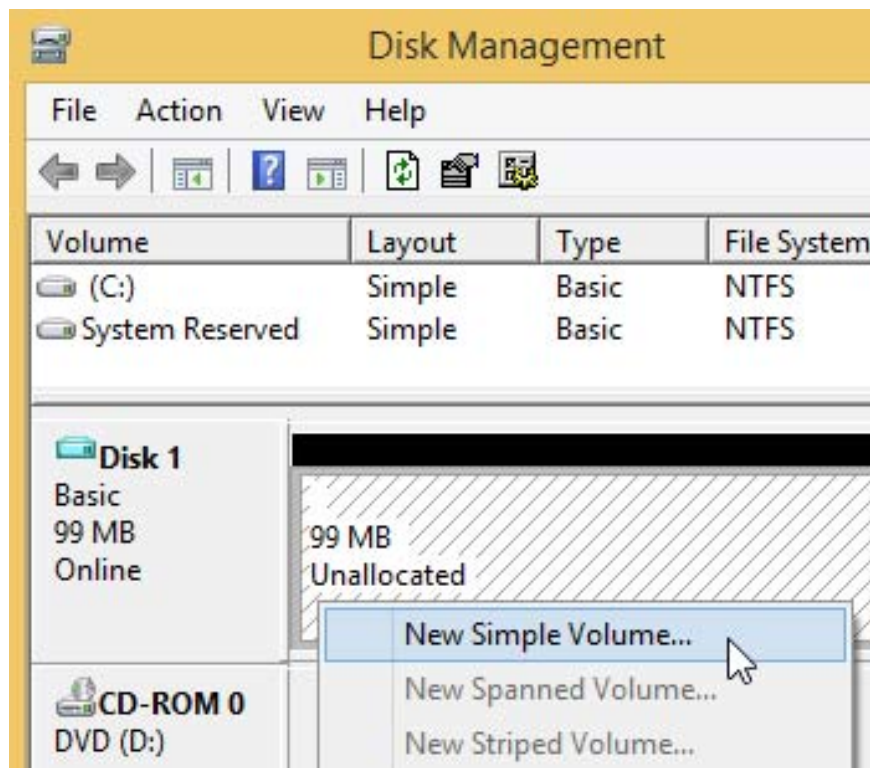 Disk Management
File Action View Help
Volume Layout Type File System
(C:) Simple Basic NTFS
System Reserved Simple Basic NTFS
Disk 1
Basic
99 MB
Online
99 MB
Unallocated
New Simple Volume...
New Spanned Volume...
New Striped Volume...
CD-ROM 0
DVD (D:)